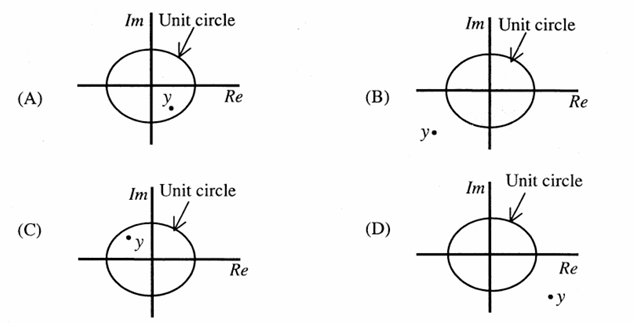 Im Unit circle
(A)
y
Re
Im Unit circle
(B)
Re
y
Im Unit circle
(C)
y
Re
Im Unit circle
(D)
Re
y